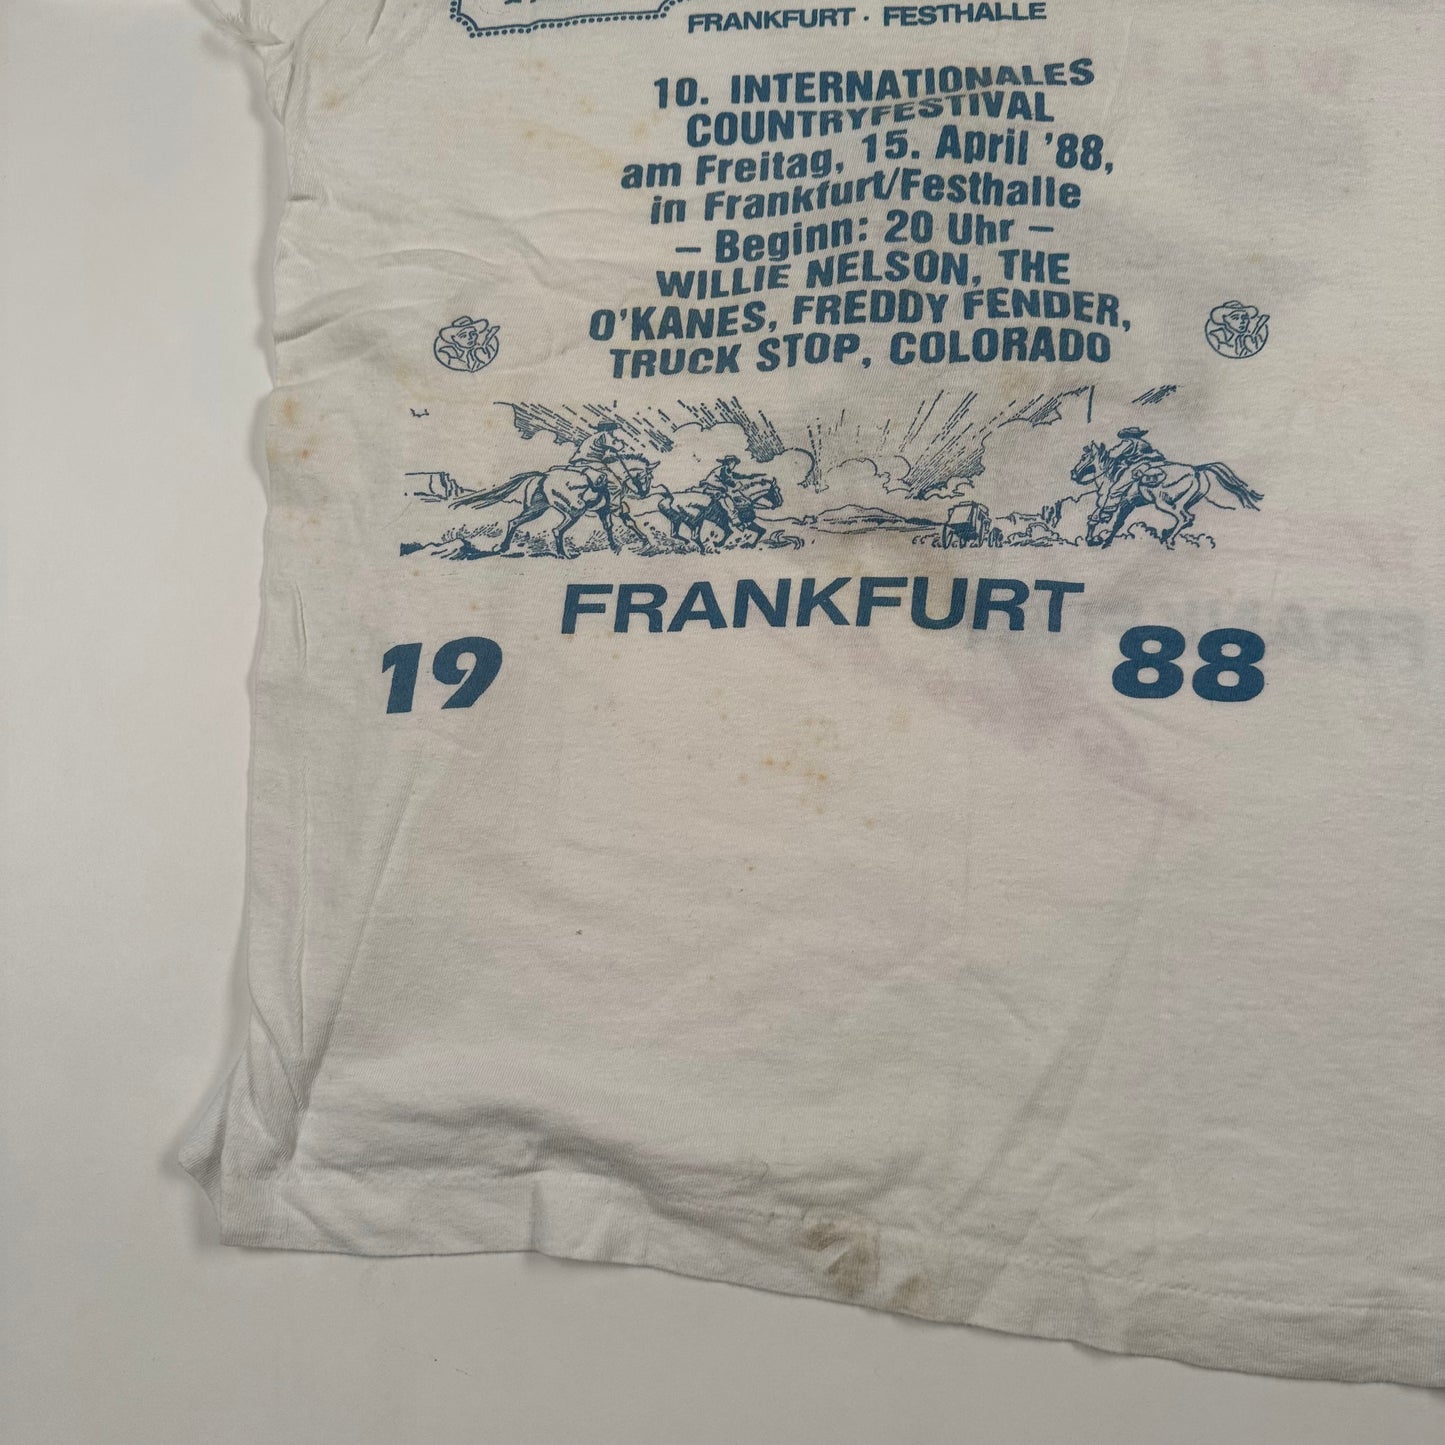 FRANKFURT · FESTHALLE
10. INTERNATIONALES
COUNTRYFESTIVAL
am Freitag, 15. April '88,
in Frankfurt/Festhalle
– Beginn: 20 Uhr –
WILLIE NELSON, THE
O'KANES, FREDDY FENDER,
TRUCK STOP, COLORADO
FRANKFURT
19 88